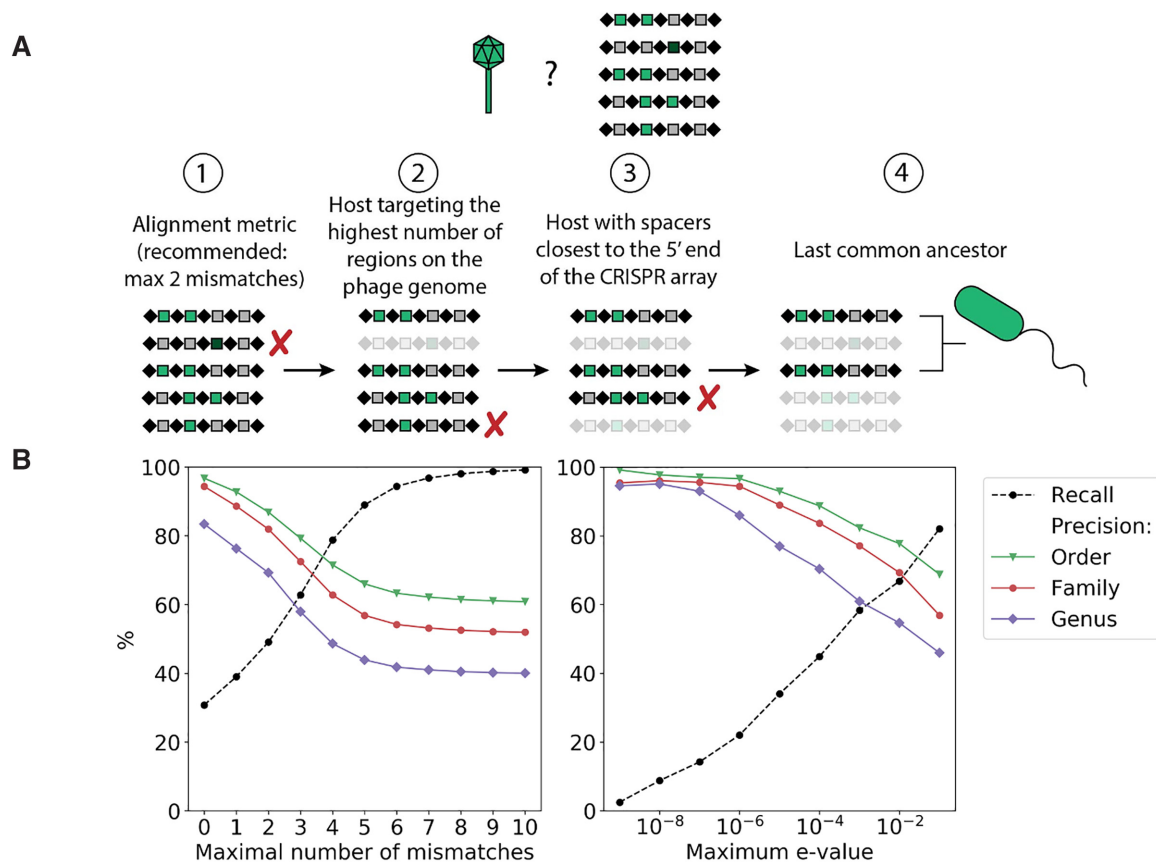 A
?
1
2
3
4
Alignment metric
(recommended:
max 2 mismatches)
Host targeting the
highest number of
regions on the
phage genome
Host with spacers
closest to the 5' end
of the CRISPR array
Last common ancestor
B
%
100
80
60
40
20
0
0 1 2 3 4 5 6 7 8 9 10
Maximal number of mismatches
100
80
60
40
20
0
10⁻⁸ 10⁻⁶ 10⁻⁴ 10⁻²
Maximum e-value
Recall
Precision:
Order
Family
Genus